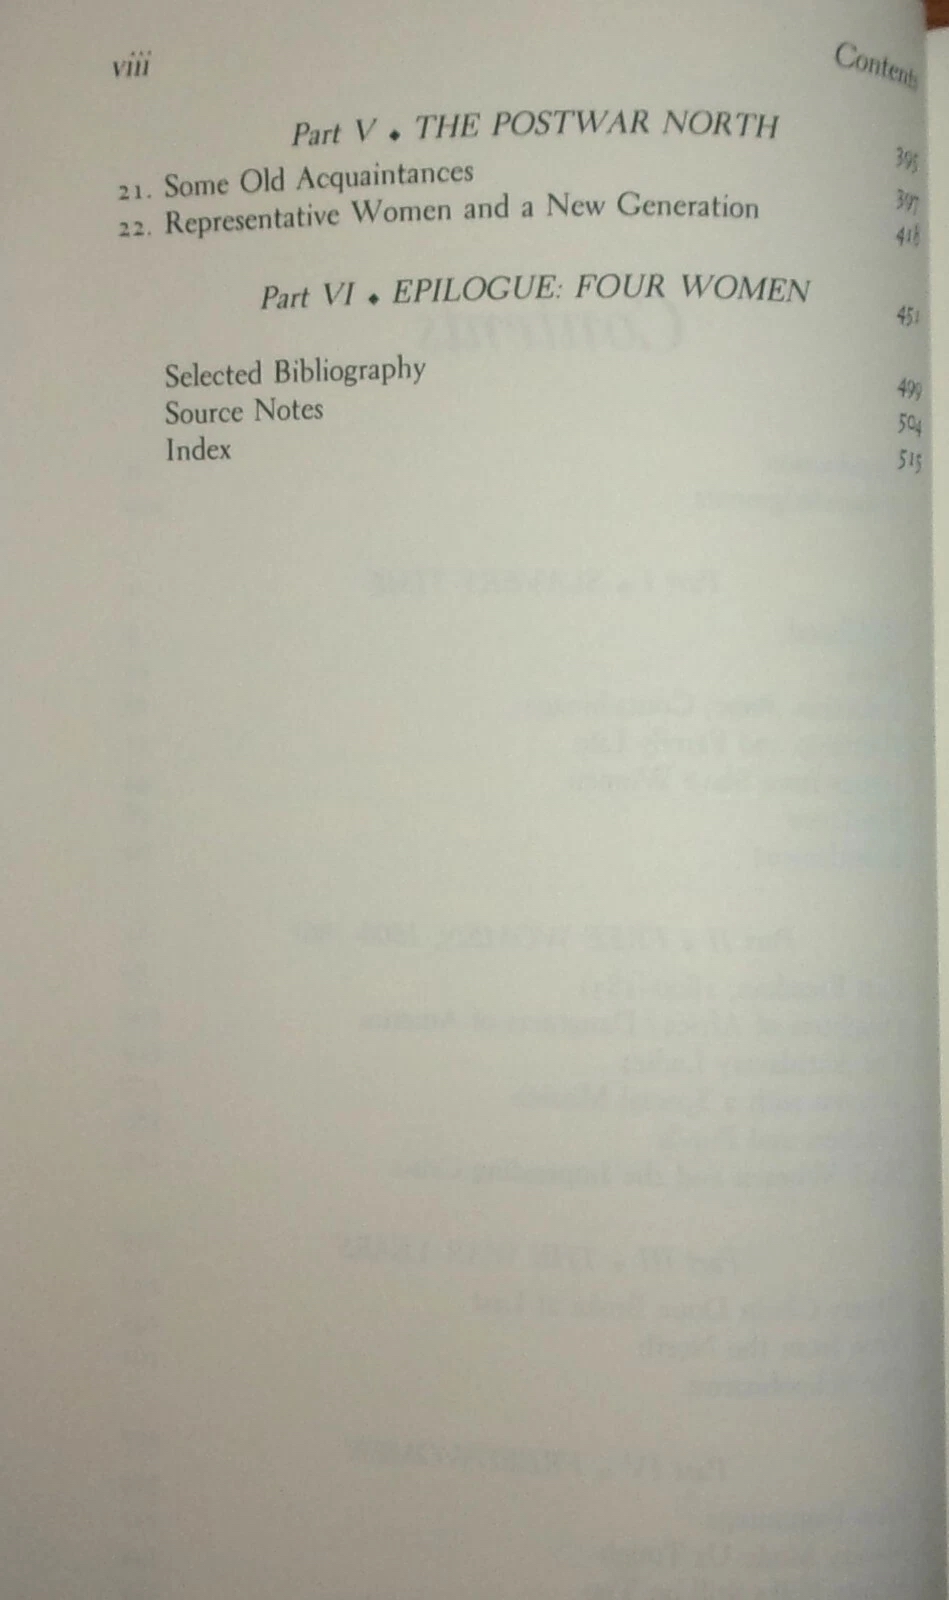 viii
Contents
Part V ⬥ THE POSTWAR NORTH 395
21. Some Old Acquaintances 397
22. Representative Women and a New Generation 418
Part VI ⬥ EPILOGUE: FOUR WOMEN 451
Selected Bibliography 499
Source Notes 504
Index 515